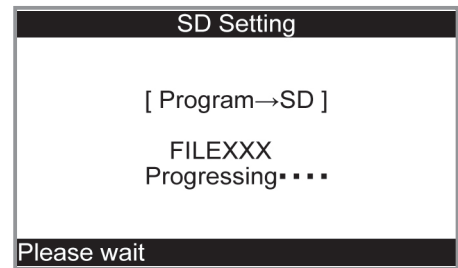 SD Setting
[ Program→SD ]
FILEXXX
Progressing▪▪▪▪
Please wait